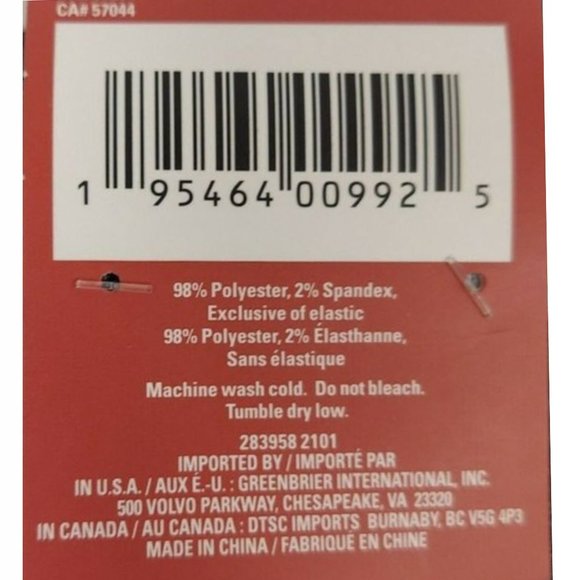 CA# 57044
1 95464 00992 5
98% Polyester, 2% Spandex,
Exclusive of elastic
98% Polyester, 2% Élasthanne,
Sans élastique
Machine wash cold. Do not bleach.
Tumble dry low.
283958 2101
IMPORTED BY / IMPORTÉ PAR
IN U.S.A. / AUX É.-U. : GREENBRIER INTERNATIONAL, INC.
500 VOLVO PARKWAY, CHESAPEAKE, VA 23320
IN CANADA / AU CANADA : DTSC IMPORTS BURNABY, BC V5G 4P3
MADE IN CHINA / FABRIQUÉ EN CHINE